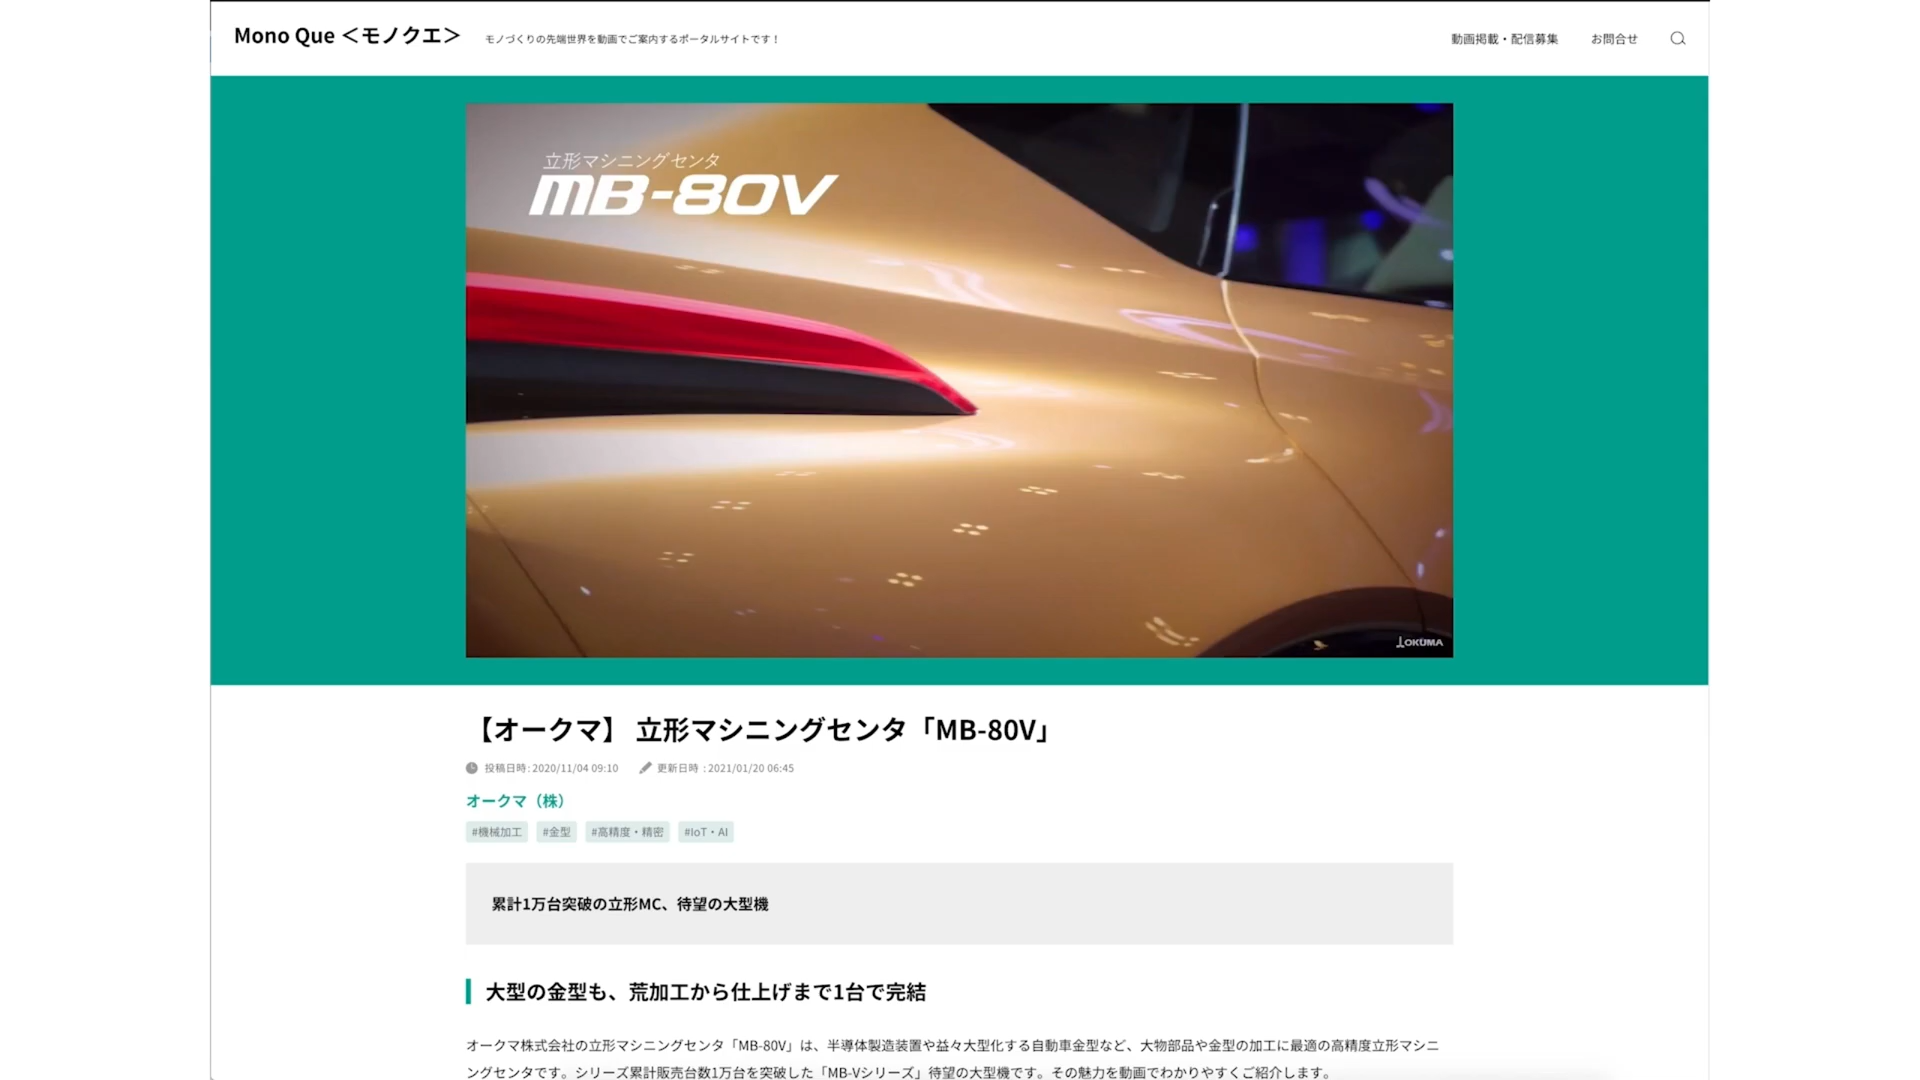 Mono Que ＜モノクエ＞
モノづくりの先端世界を動画でご案内するポータルサイトです！
動画掲載・配信募集
お問合せ
立形マシニングセンタ
MB-80V
OKUMA
【オークマ】 立形マシニングセンタ「MB-80V」
投稿日時: 2020/11/04 09:10
更新日時 : 2021/01/20 06:45
オークマ（株）
#機械加工 #金型 #高精度・精密 #IoT・AI
累計1万台突破の立形MC、待望の大型機
大型の金型も、荒加工から仕上げまで1台で完結
オークマ株式会社の立形マシニングセンタ「MB-80V」は、半導体製造装置や益々大型化する自動車金型など、大物部品や金型の加工に最適の高精度立形マシニ
ングセンタです。シリーズ累計販売台数1万台を突破した「MB-Vシリーズ」待望の大型機です。その魅力を動画でわかりやすくご紹介します。